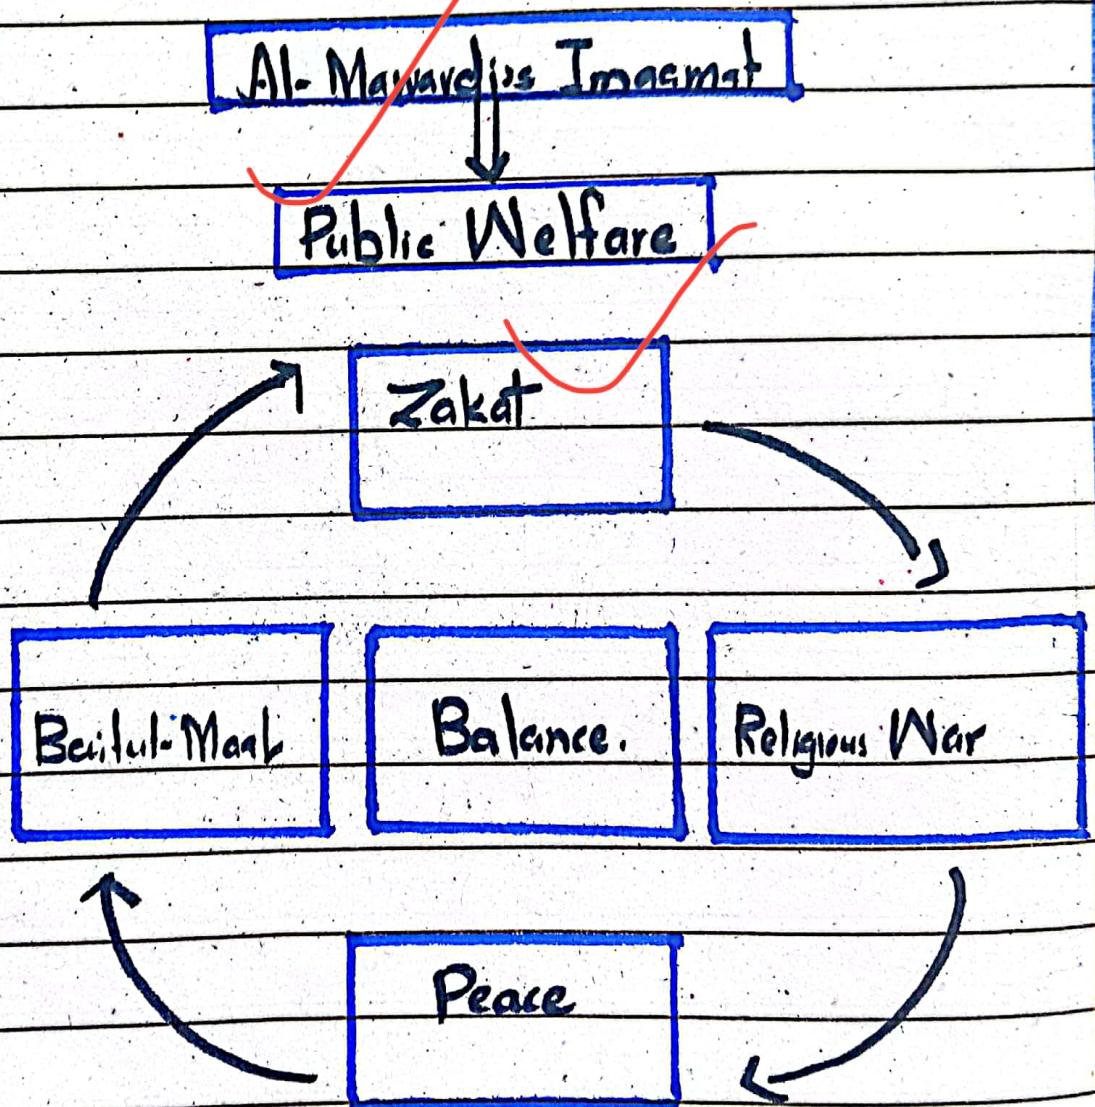 Al-Mawardi's Imaamat
Public Welfare
Zakat
Baitul-Maal
Balance.
Religious War
Peace